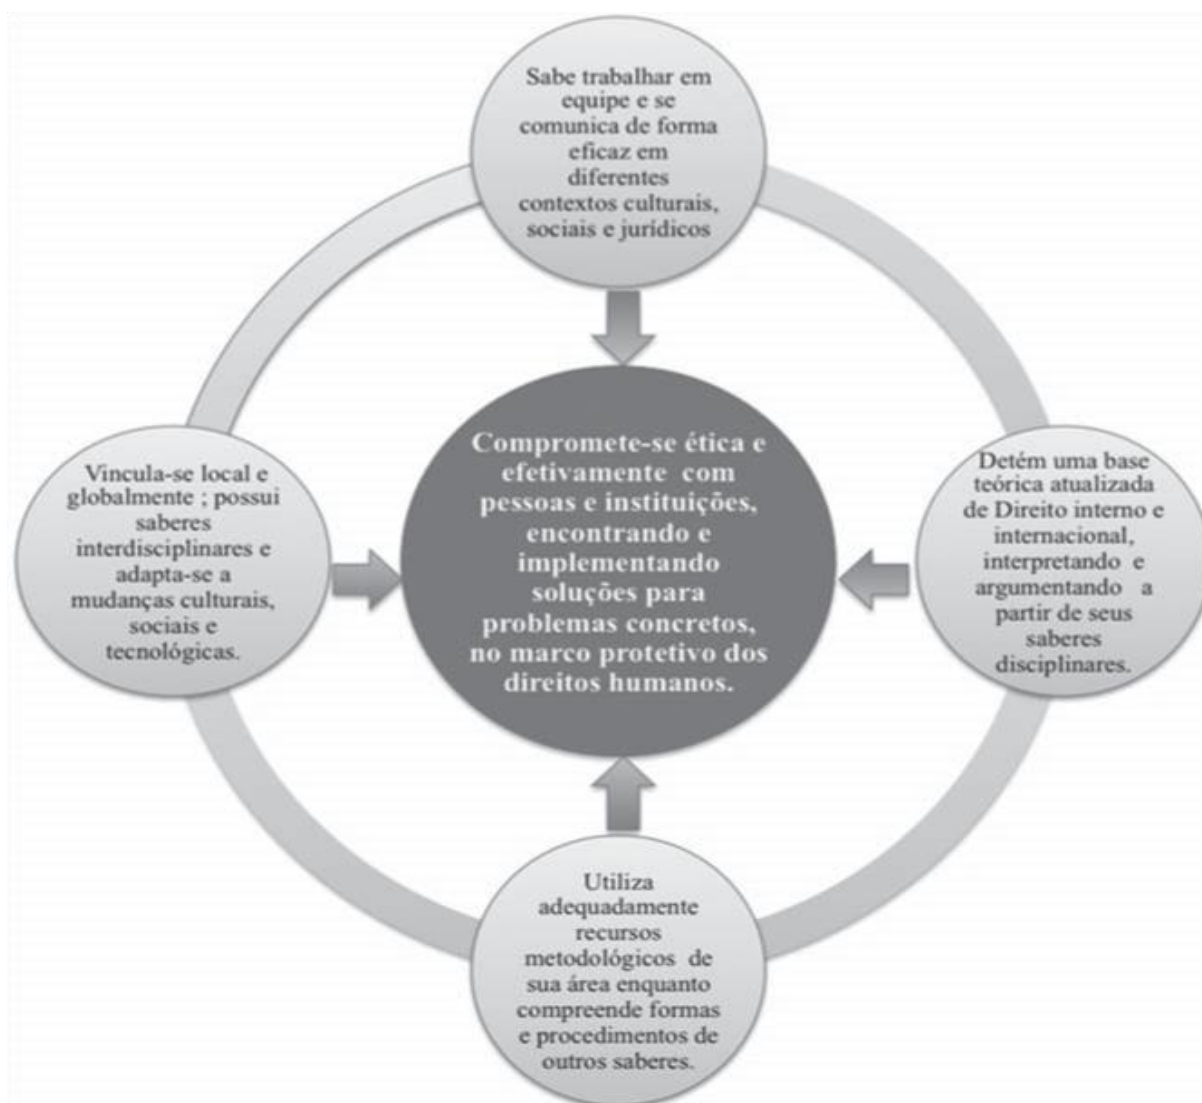 Sabe trabalhar em
equipe e se
comunica de forma
eficaz em
diferentes
contextos culturais,
sociais e jurídicos
Vincula-se local e
globalmente ; possui
saberes
interdisciplinares e
adapta-se a
mudanças culturais,
sociais e
tecnológicas.
Compromete-se ética e
efetivamente com
pessoas e instituições,
encontrando e
implementando
soluções para
problemas concretos,
no marco protetivo dos
direitos humanos.
Detém uma base
teórica atualizada
de Direito interno e
internacional,
interpretando e
argumentando a
partir de seus
saberes
disciplinares.
Utiliza
adequadamente
recursos
metodológicos de
sua área enquanto
compreende formas
e procedimentos de
outros saberes.